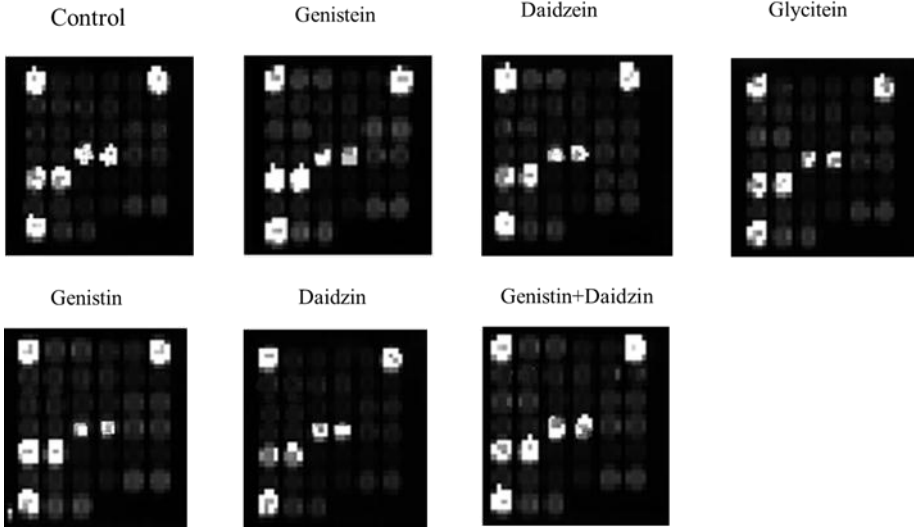 Control
Genistein
Daidzein
Glycitein
Genistin
Daidzin
Genistin+Daidzin